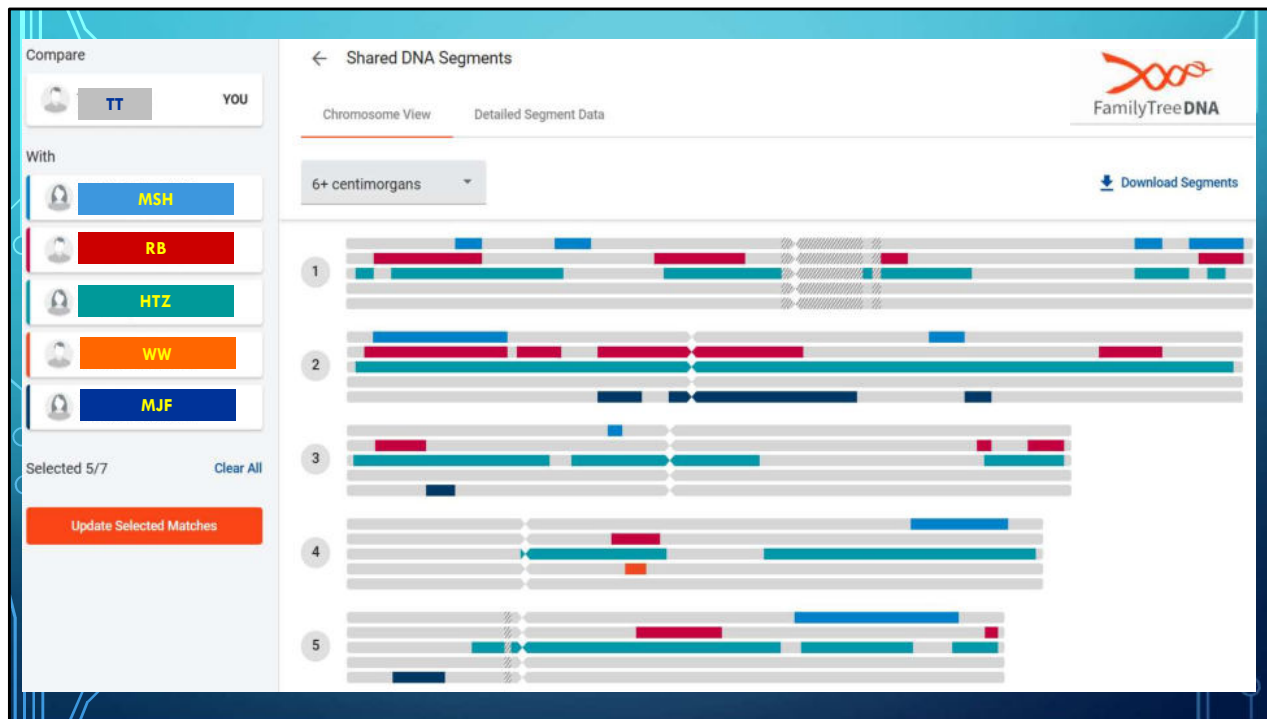 Compare
TT
YOU
With
MSH
RB
HTZ
WW
MJF
Selected 5/7
Clear All
Update Selected Matches
← Shared DNA Segments
FamilyTreeDNA
Chromosome View
Detailed Segment Data
6+ centimorgans
Download Segments
1
2
3
4
5